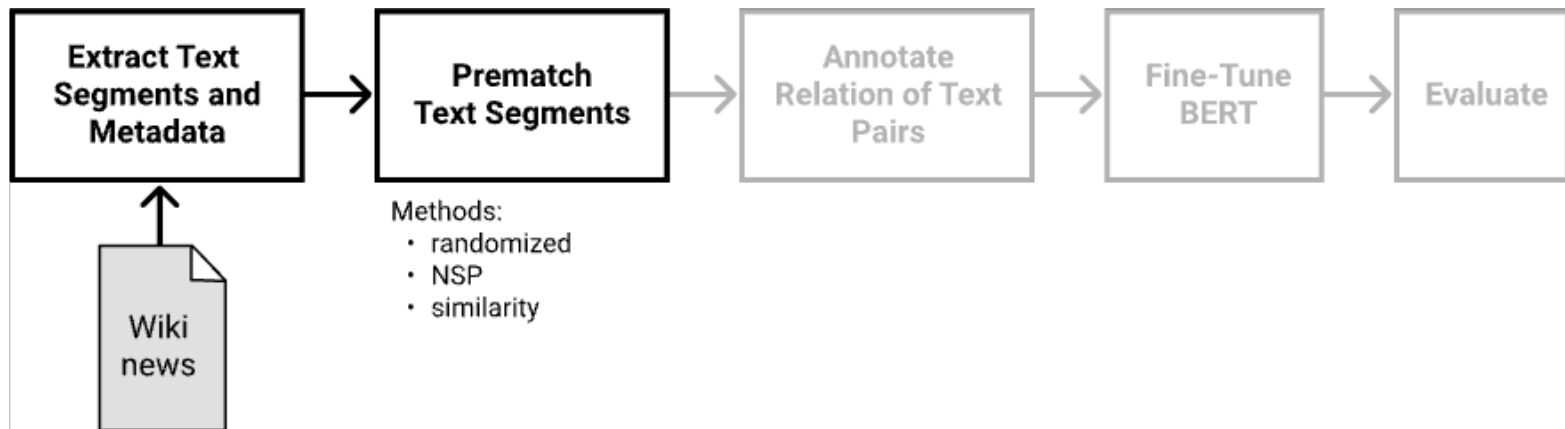 Extract Text
Segments and
Metadata
Prematch
Text Segments
Annotate
Relation of Text
Pairs
Fine-Tune
BERT
Evaluate
Methods:
• randomized
• NSP
• similarity
Wiki
news